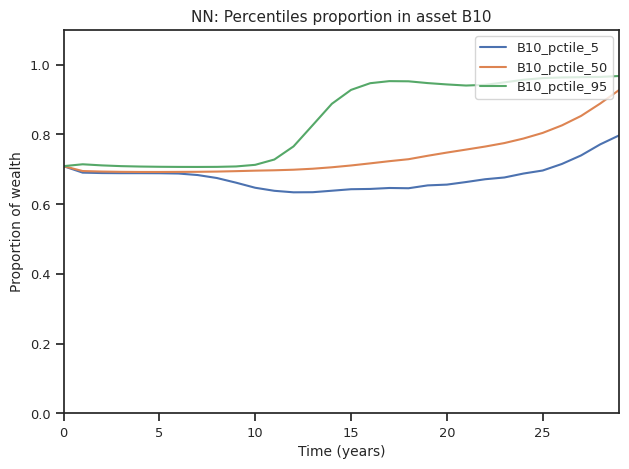 NN: Percentiles proportion in asset B10
B10_pctile_5
B10_pctile_50
B10_pctile_95
Proportion of wealth
1.0
0.8
0.6
0.4
0.2
0.0
0
5
10
15
20
25
Time (years)